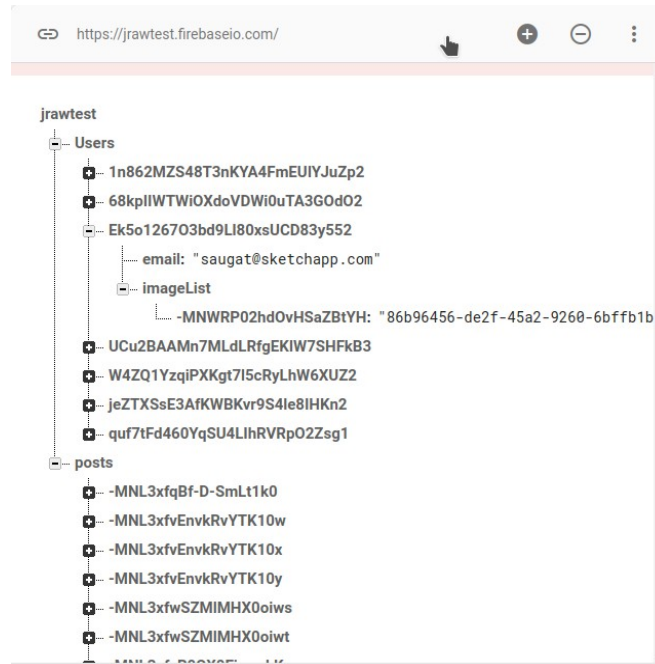 https://jrawtest.firebaseio.com/
jrawtest
Users
1n862MZS48T3nKYA4FmEUIYJuZp2
68kpIIWTWiOXdoVDWi0uTA3GOdO2
Ek5o1267O3bd9LI80xsUCD83y552
email: "saugat@sketchapp.com"
imageList
-MNWRP02hdOvHSaZBtYH: "86b96456-de2f-45a2-9260-6bffb1b
UCu2BAAMn7MLdLRfgEKIW7SHFkB3
W4ZQ1YzqiPXKgt7I5cRyLhW6XUZ2
jeZTXSsE3AfKWBKvr9S4Ie8IHKn2
quf7tFd460YqSU4LIhRVRpO2Zsg1
posts
-MNL3xfqBf-D-SmLt1k0
-MNL3xfvEnvkRvYTK10w
-MNL3xfvEnvkRvYTK10x
-MNL3xfvEnvkRvYTK10y
-MNL3xfwSZMIMHX0oiws
-MNL3xfwSZMIMHX0oiwt